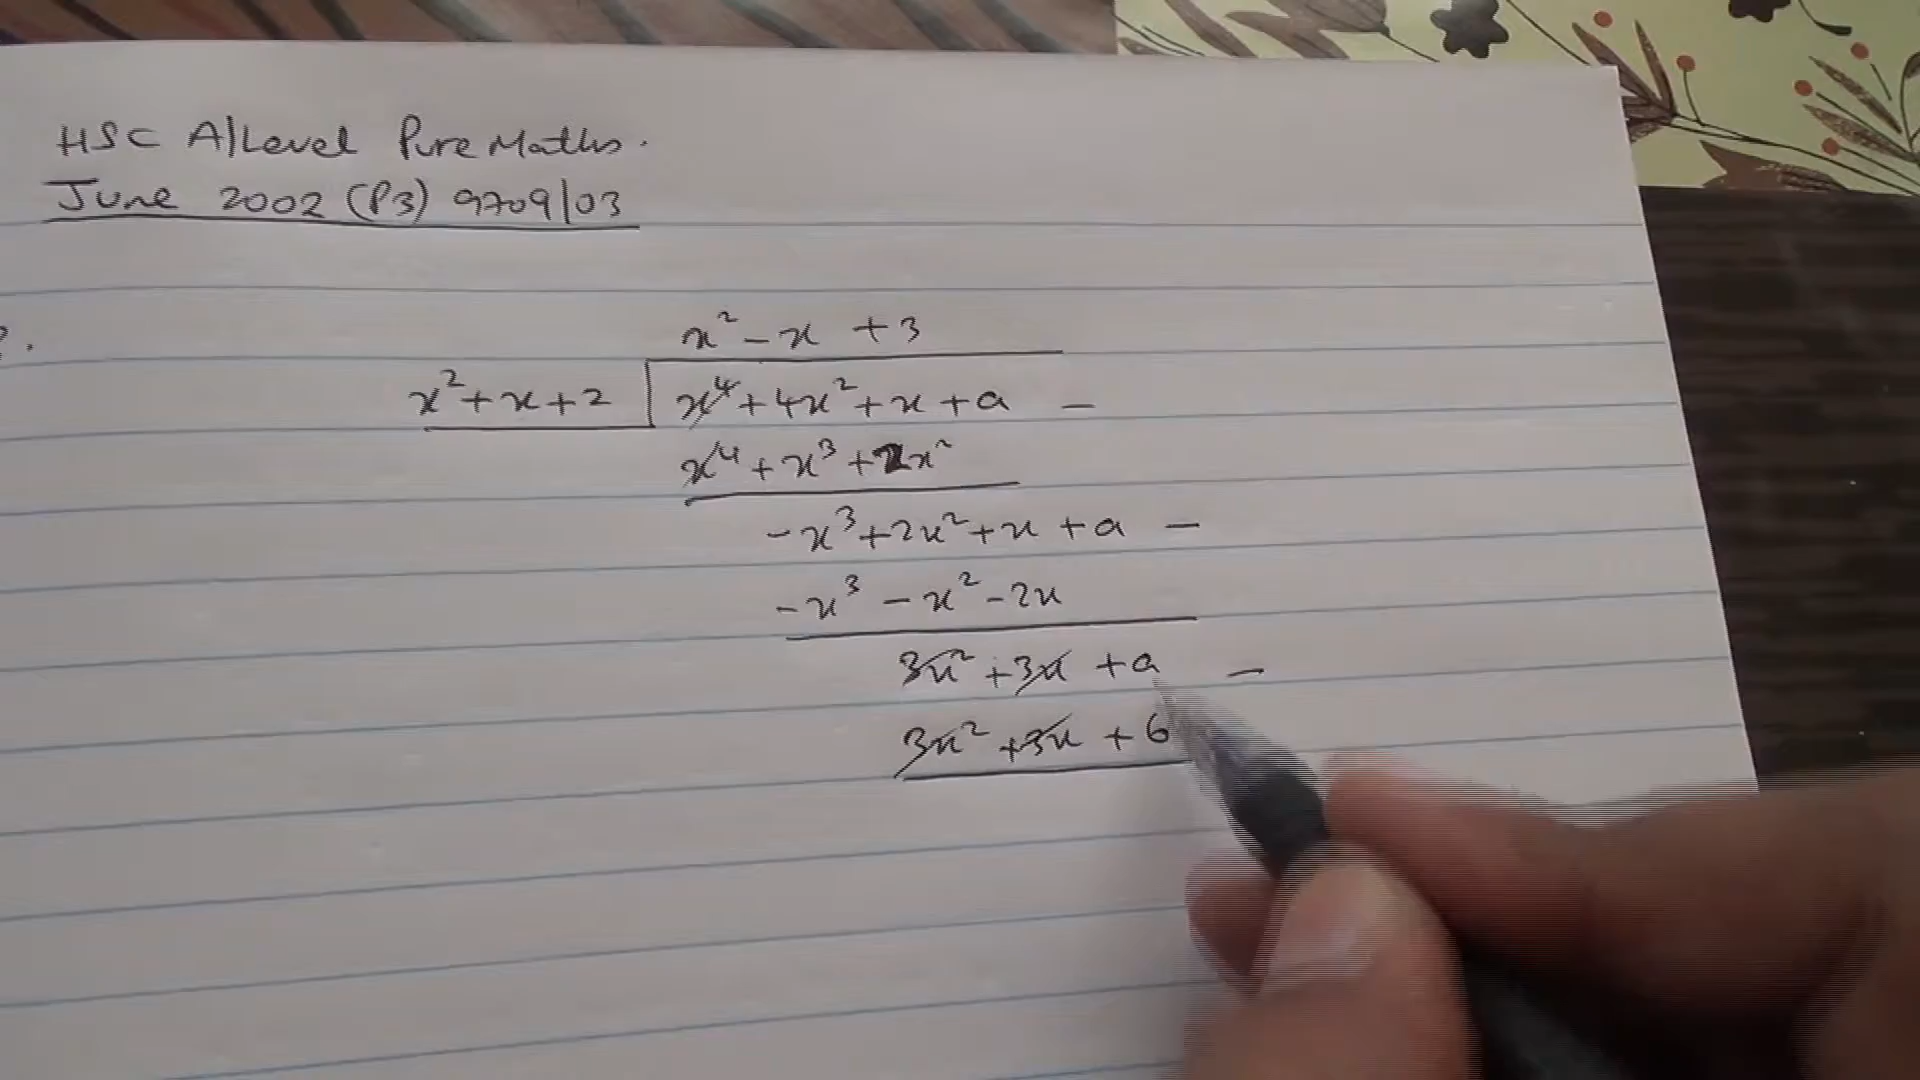 HSC A/Level Pure Maths.
June 2002 (P3) 9709/03
x² - x + 3
x² + x + 2 | x⁴ + 4x² + x + a -
x⁴ + x³ + 2x²
-x³ + 2x² + x + a -
-x³ - x² - 2x
3x² + 3x + a -
3x² + 3x + 6